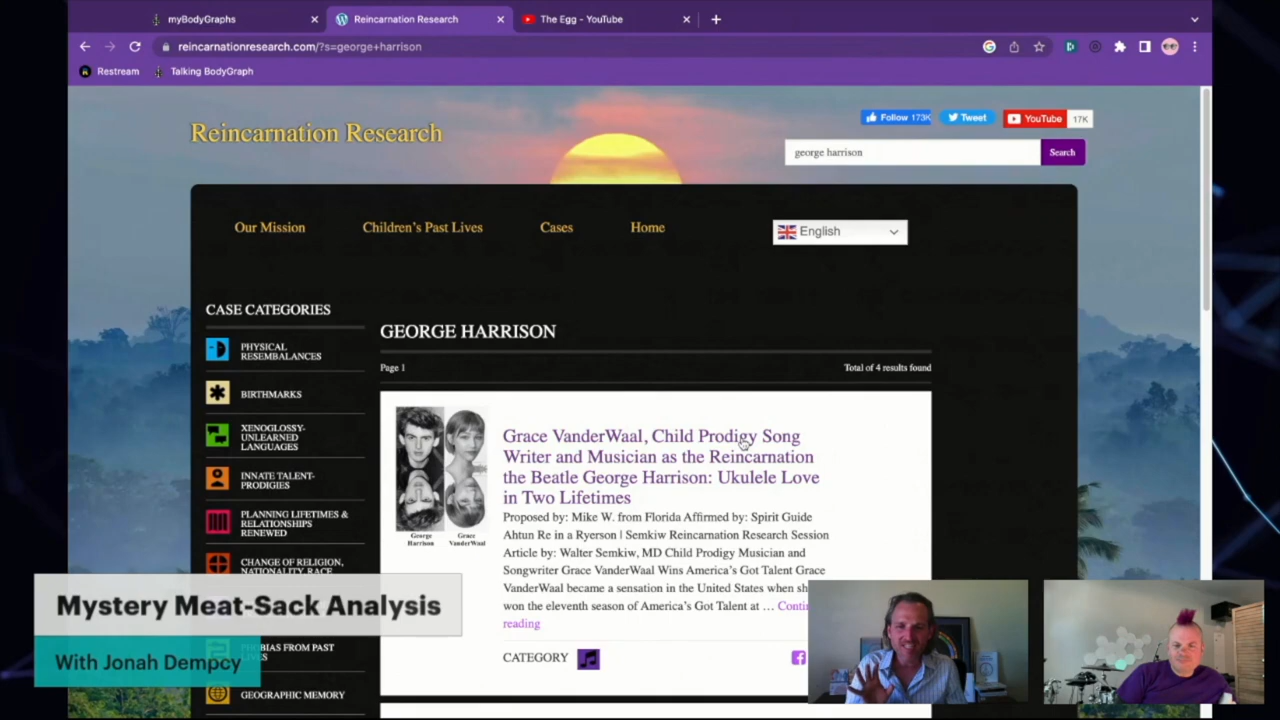 myBodyGraphs
Reincarnation Research
The Egg - YouTube
reincarnationresearch.com/?s=george+harrison
Restream
Talking BodyGraph
Reincarnation Research
Follow 173K
Tweet
YouTube
17K
george harrison
Search
Our Mission
Children's Past Lives
Cases
Home
English
CASE CATEGORIES
PHYSICAL
RESEMBALANCES
BIRTHMARKS
XENOGLOSSY-
UNLEARNED
LANGUAGES
INNATE TALENT-
PRODIGIES
PLANNING LIFETIMES &
RELATIONSHIPS
RENEWED
CHANGE OF RELIGION,
NATIONALITY, RACE
PHOBIAS FROM PAST
LIVES
GEOGRAPHIC MEMORY
GEORGE HARRISON
Page 1
Total of 4 results found
George
Harrison
Grace
VanderWaal
Grace VanderWaal, Child Prodigy Song
Writer and Musician as the Reincarnation
the Beatle George Harrison: Ukulele Love
in Two Lifetimes
Proposed by: Mike W. from Florida Affirmed by: Spirit Guide
Ahtun Re in a Ryerson | Semkiw Reincarnation Research Session
Article by: Walter Semkiw, MD Child Prodigy Musician and
Songwriter Grace VanderWaal Wins America's Got Talent Grace
VanderWaal became a sensation in the United States when sh
won the eleventh season of America's Got Talent at … Contin
reading
CATEGORY
Mystery Meat-Sack Analysis
With Jonah Dempcy